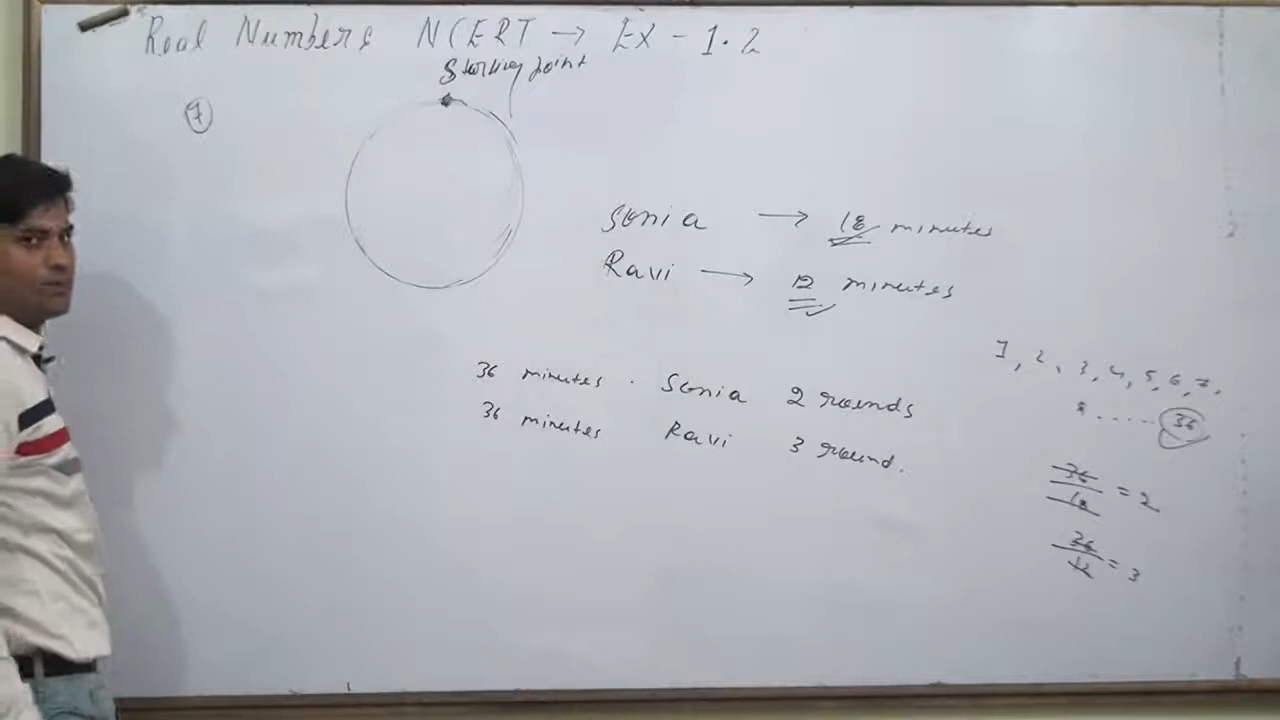 Real Numbers NCERT → EX - 1.2
Starting point
7
Sonia → 18 minutes
Ravi → 12 minutes
36 minutes . Sonia 2 rounds
36 minutes Ravi 3 round.
1, 2, 3, 4, 5, 6, 7,
8 ..... 36
36/18 = 2
36/12 = 3